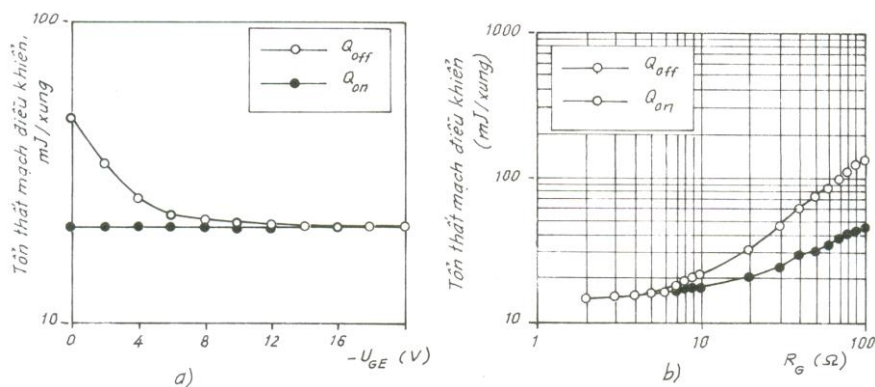 Tổn thất mạch điều khiển,
mJ/xung
100
10
Q_off
Q_on
0
4
8
12
16
-U_GE (V)
a)
Tổn thất mạch điều khiển
(mJ/xung)
1000
100
10
Q_off
Q_on
1
10
100
R_G (Ω)
b)